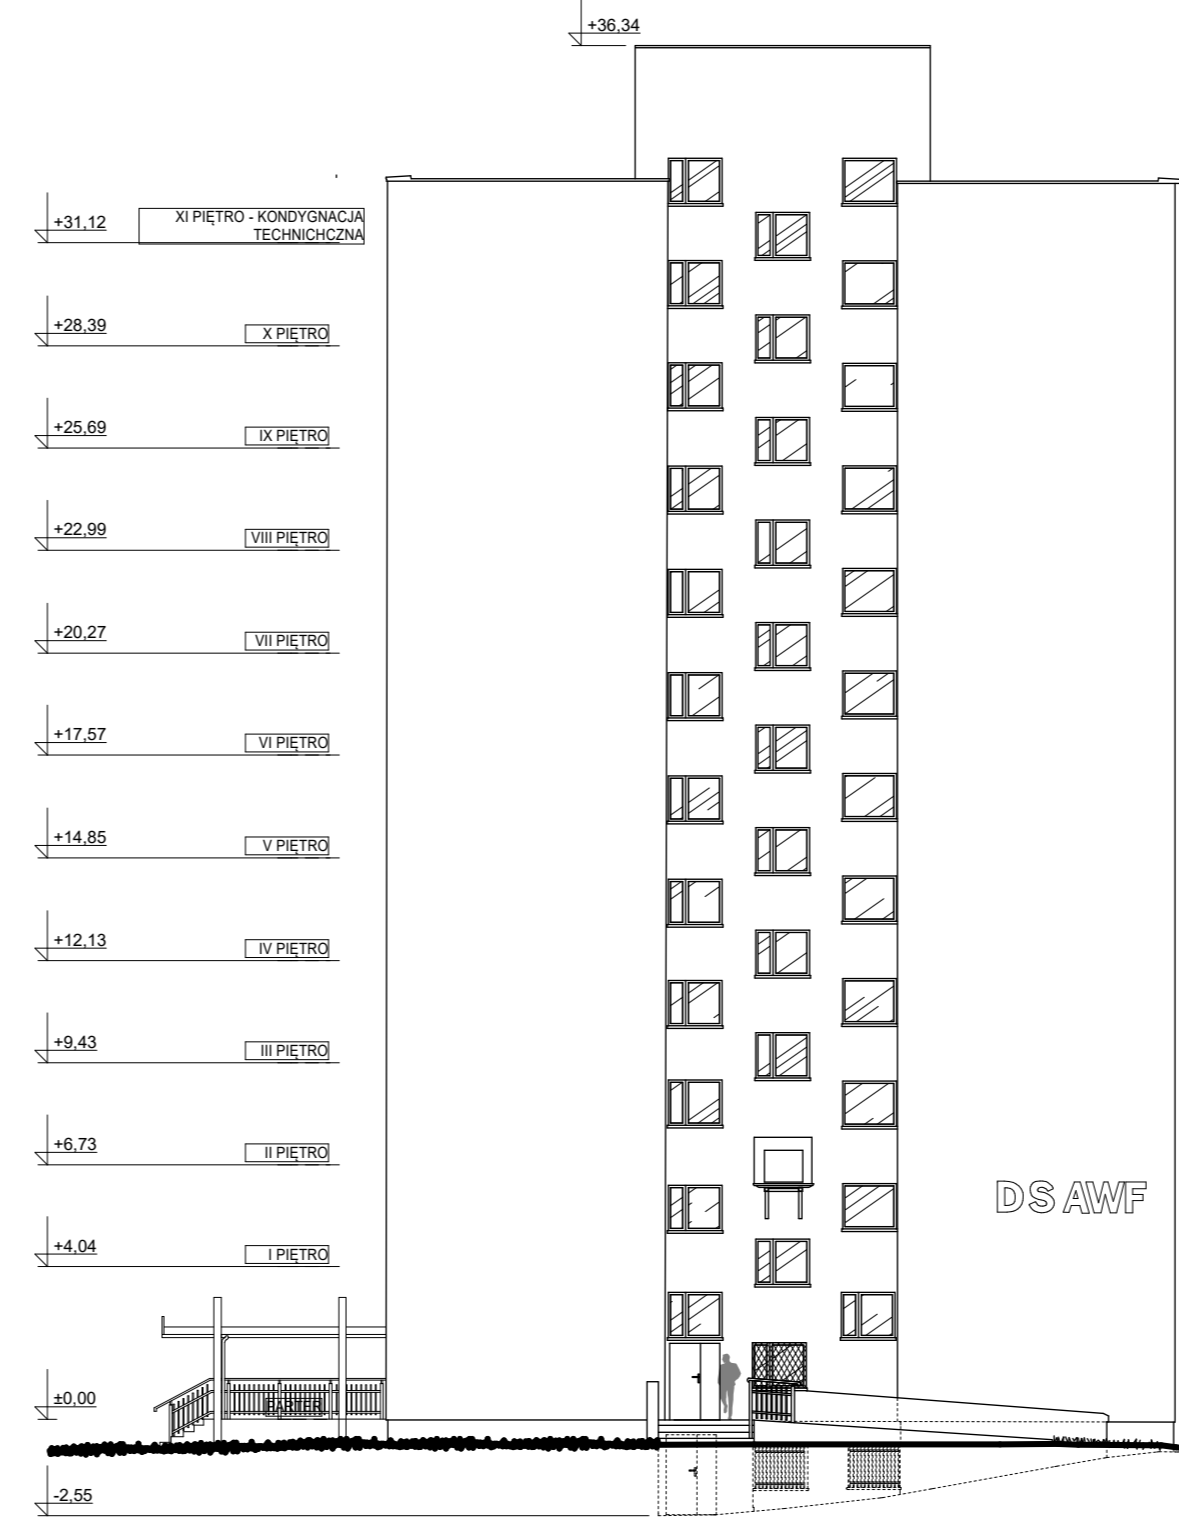 +36,34
+31,12
XI PIĘTRO - KONDYGNACJA
TECHNICHCZNA
+28,39
X PIĘTRO
+25,69
IX PIĘTRO
+22,99
VIII PIĘTRO
+20,27
VII PIĘTRO
+17,57
VI PIĘTRO
+14,85
V PIĘTRO
+12,13
IV PIĘTRO
+9,43
III PIĘTRO
+6,73
II PIĘTRO
DS AWF
+4,04
I PIĘTRO
±0,00
PARTER
-2,55